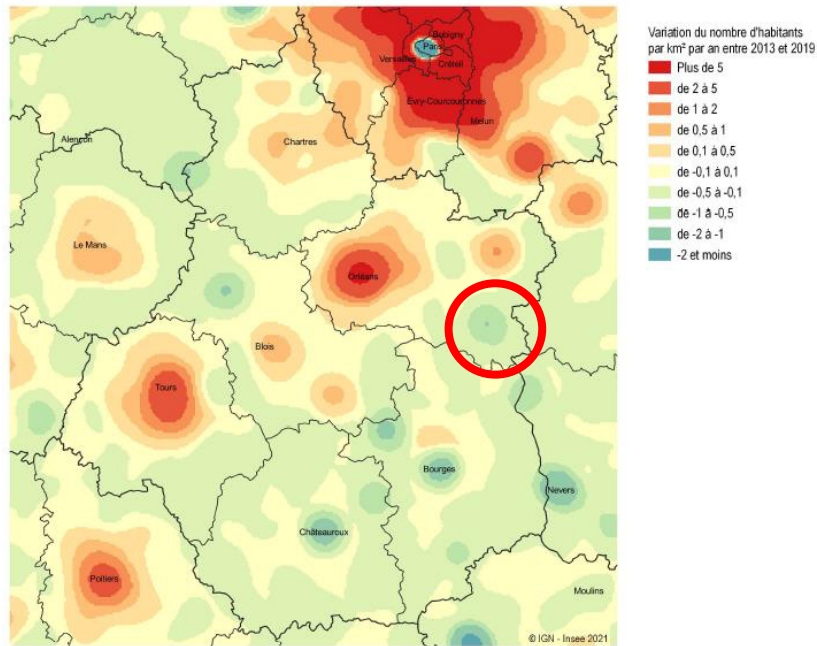 Variation du nombre d'habitants
par km² par an entre 2013 et 2019
Plus de 5
de 2 à 5
de 1 à 2
de 0,5 à 1
de 0,1 à 0,5
de -0,1 à 0,1
de -0,5 à -0,1
de -1 à -0,5
de -2 à -1
-2 et moins
Bobigny
Paris
Versailles
Créteil
Evry-Courcouronnes
Melun
Alençon
Chartres
Le Mans
Orléans
Blois
Tours
Bourges
Nevers
Châteauroux
Poitiers
Moulins
© IGN - Insee 2021